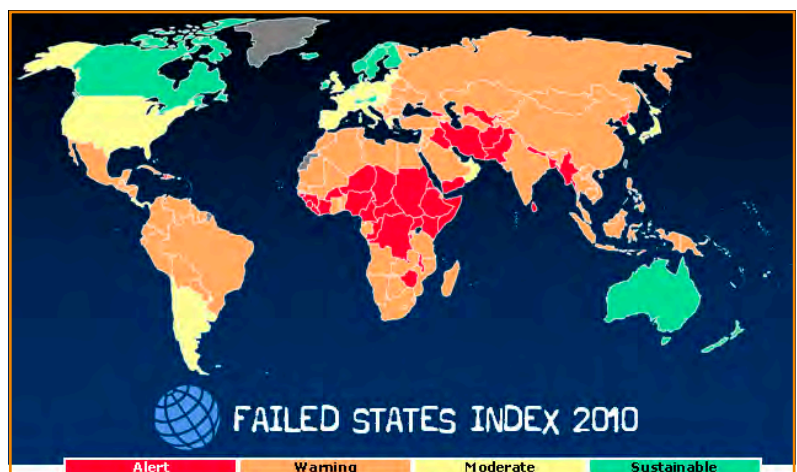 FAILED STATES INDEX 2010
Alert Warning Moderate Sustainable